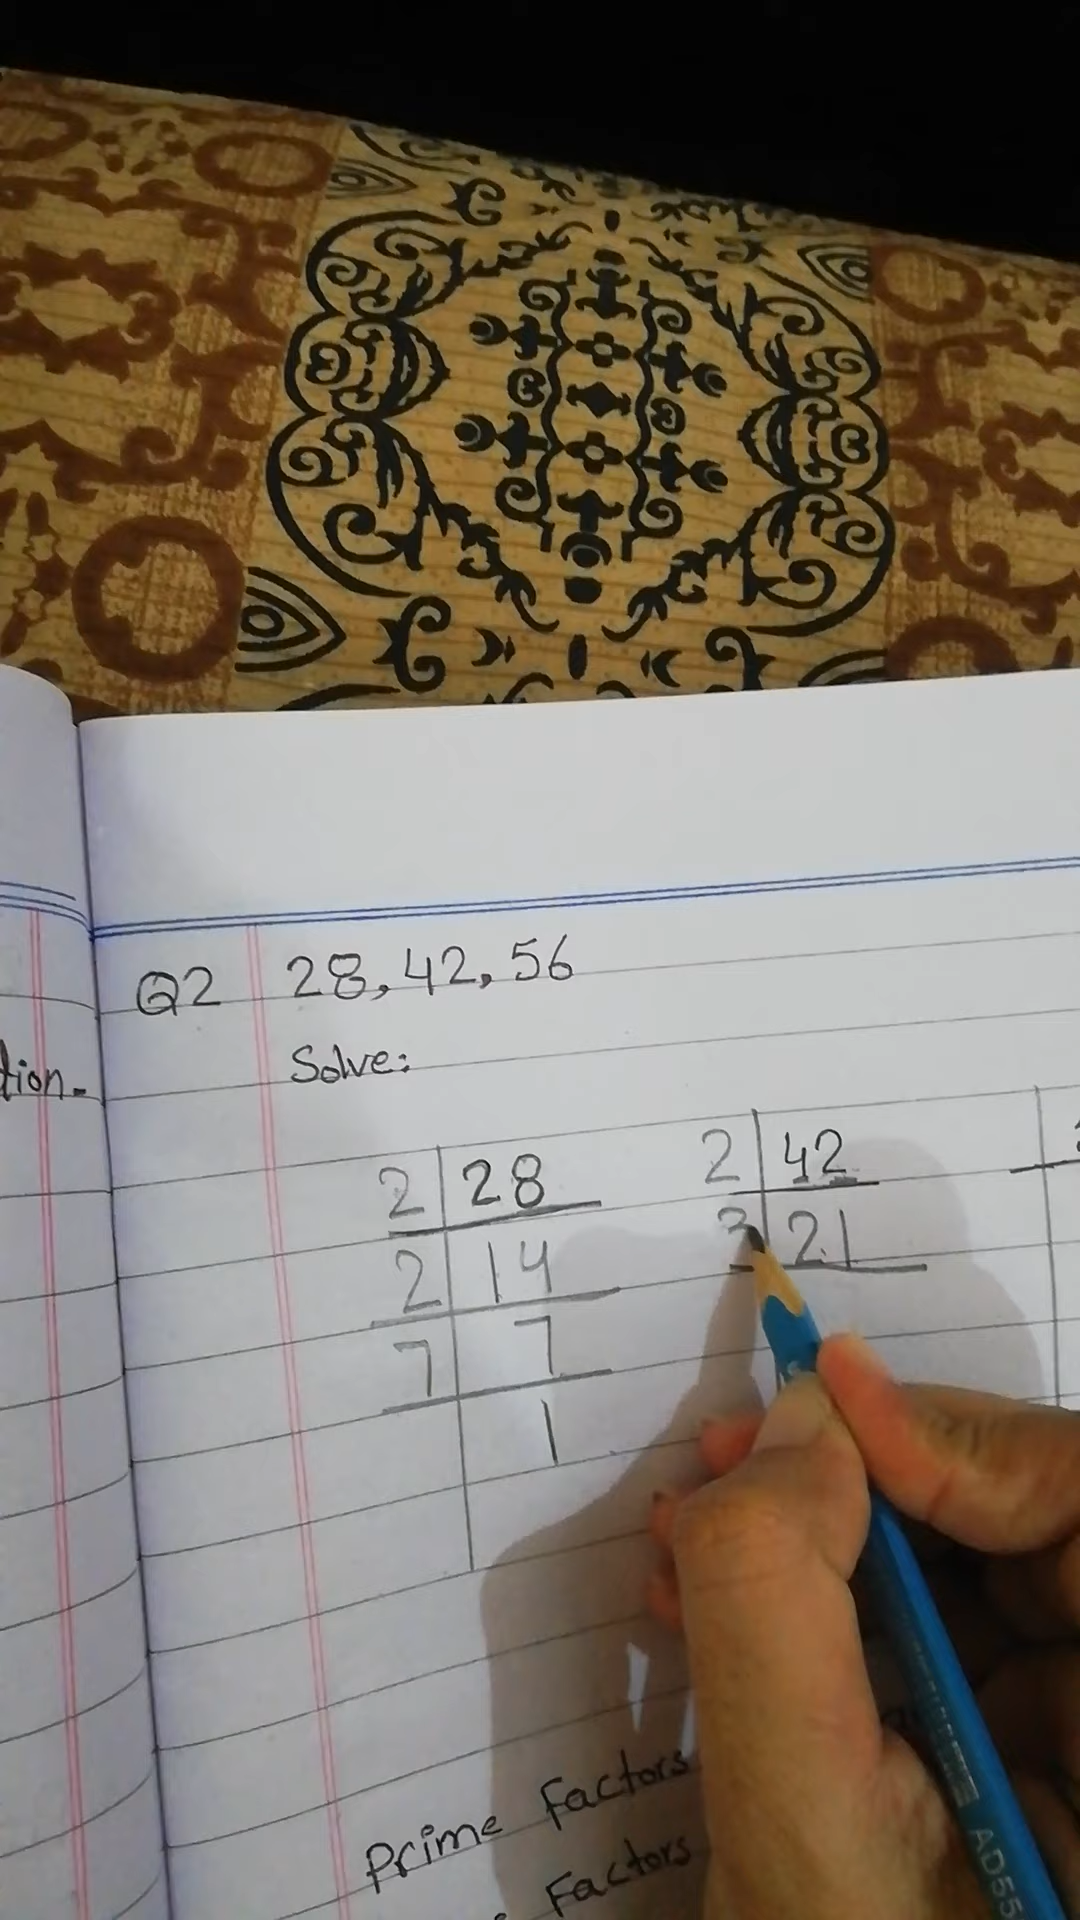 Q2 28, 42, 56
tion-
Solve:
2 28 2 42
2 14 3 21
7 7
1
Prime Factors
Factors
AD55